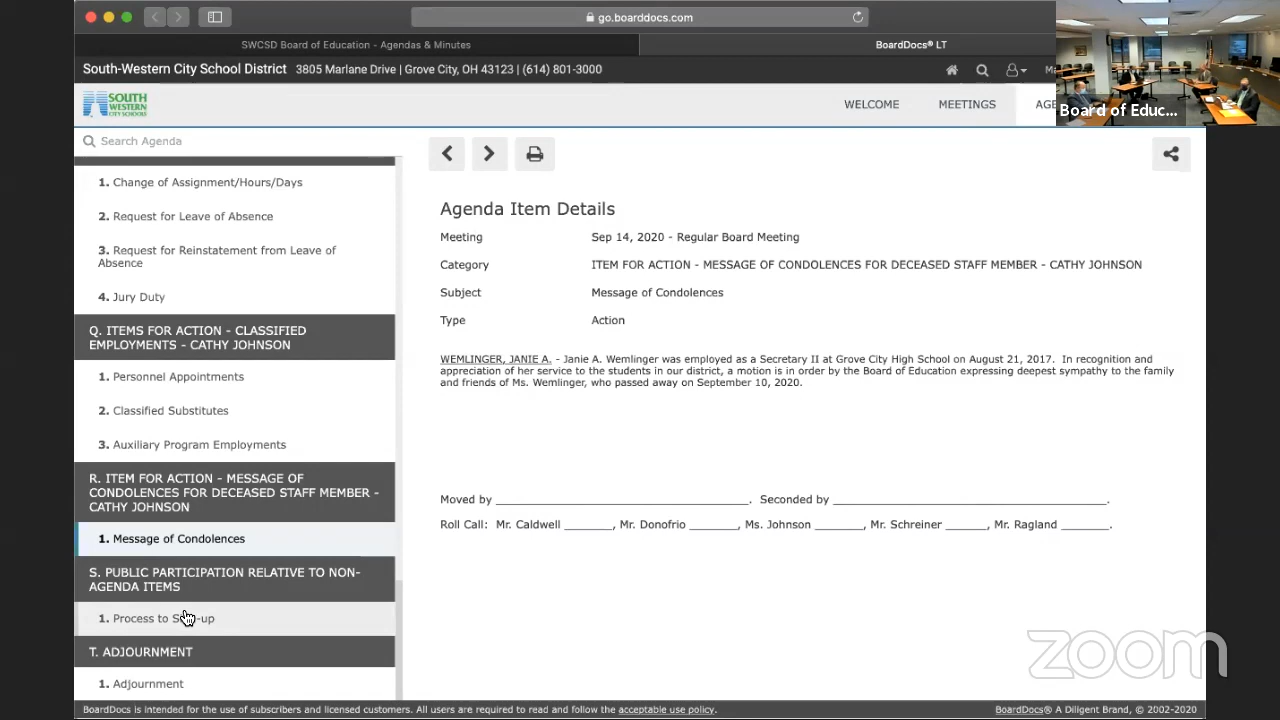 go.boarddocs.com
SWCSD Board of Education - Agendas & Minutes
BoardDocs® LT
South-Western City School District 3805 Marlane Drive | Grove City, OH 43123 | (614) 801-3000
Board of Educ...
SOUTH
WESTERN
CITY SCHOOLS
WELCOME
MEETINGS
Search Agenda
1. Change of Assignment/Hours/Days
2. Request for Leave of Absence
3. Request for Reinstatement from Leave of
Absence
4. Jury Duty
Q. ITEMS FOR ACTION - CLASSIFIED
EMPLOYMENTS - CATHY JOHNSON
1. Personnel Appointments
2. Classified Substitutes
3. Auxiliary Program Employments
R. ITEM FOR ACTION - MESSAGE OF
CONDOLENCES FOR DECEASED STAFF MEMBER -
CATHY JOHNSON
1. Message of Condolences
S. PUBLIC PARTICIPATION RELATIVE TO NON-
AGENDA ITEMS
1. Process to -up
T. ADJOURNMENT
1. Adjournment
Agenda Item Details
Meeting Sep 14, 2020 - Regular Board Meeting
Category ITEM FOR ACTION - MESSAGE OF CONDOLENCES FOR DECEASED STAFF MEMBER - CATHY JOHNSON
Subject Message of Condolences
Type Action
WEMLINGER, JANIE A. - Janie A. Wemlinger was employed as a Secretary II at Grove City High School on August 21, 2017. In recognition and
appreciation of her service to the students in our district, a motion is in order by the Board of Education expressing deepest sympathy to the family
and friends of Ms. Wemlinger, who passed away on September 10, 2020.
Moved by ______________________________. Seconded by ________________________________.
Roll Call: Mr. Caldwell _______, Mr. Donofrio _______, Ms. Johnson _______, Mr. Schreiner ______, Mr. Ragland _______.
zoom
BoardDocs is intended for the use of subscribers and licensed customers. All users are required to read and follow the acceptable use policy.
BoardDocs® A Diligent Brand, © 2002-2020